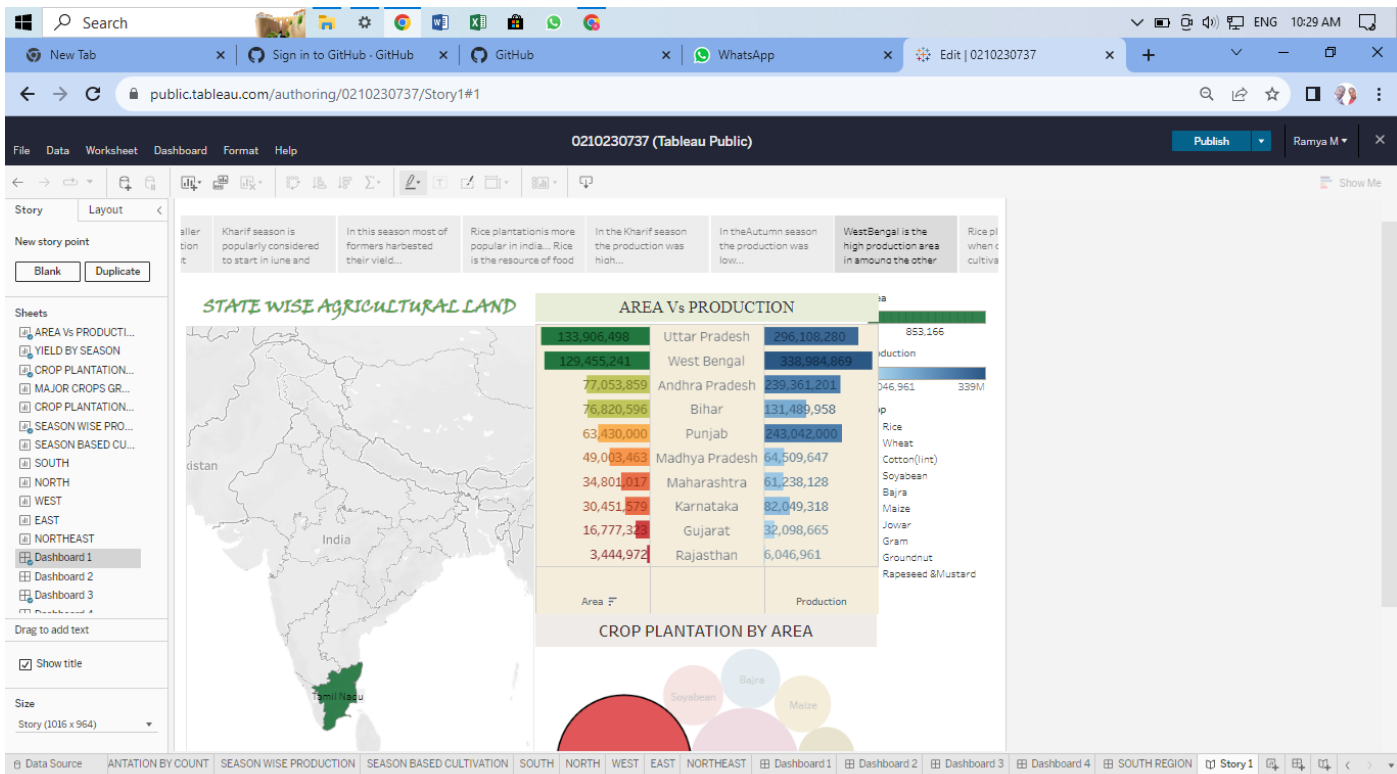 Search
ENG 10:29 AM
New Tab
Sign in to GitHub · GitHub
GitHub
WhatsApp
Edit | 0210230737
public.tableau.com/authoring/0210230737/Story1#1
0210230737 (Tableau Public)
Publish
Ramya M
File Data Worksheet Dashboard Format Help
Show Me
Story Layout
New story point
Blank Duplicate
Sheets
AREA Vs PRODUCTI...
YIELD BY SEASON
CROP PLANTATION...
MAJOR CROPS GR...
CROP PLANTATION...
SEASON WISE PRO...
SEASON BASED CU...
SOUTH
NORTH
WEST
EAST
NORTHEAST
Dashboard 1
Dashboard 2
Dashboard 3
Drag to add text
Show title
Size
Story (1016 x 964)
Kharif season is
popularly considered
to start in june and
In this season most of
formers harbested
their yield...
Rice plantationis more
popular in india... Rice
is the resource of food
In the Kharif season
the production was
high...
In theAutumn season
the production was
low...
WestBengal is the
high production area
in amoung the other
Rice pl
when c
cultiva
STATE WISE AGRICULTURAL LAND
kistan
India
Tamil Nadu
AREA Vs PRODUCTION
133,906,498 Uttar Pradesh 296,108,280
129,455,241 West Bengal 338,984,869
77,053,859 Andhra Pradesh 239,361,201
76,820,596 Bihar 131,489,958
63,430,000 Punjab 243,042,000
49,003,463 Madhya Pradesh 64,509,647
34,801,017 Maharashtra 61,238,128
30,451,579 Karnataka 82,049,318
16,777,323 Gujarat 32,098,665
3,444,972 Rajasthan 6,046,961
Area Production
CROP PLANTATION BY AREA
Soyabean
Bajra
Maize
853,166
duction
046,961 339M
Rice
Wheat
Cotton(lint)
Soyabean
Bajra
Maize
Jowar
Gram
Groundnut
Rapeseed &Mustard
Data Source ANTATION BY COUNT SEASON WISE PRODUCTION SEASON BASED CULTIVATION SOUTH NORTH WEST EAST NORTHEAST Dashboard 1 Dashboard 2 Dashboard 3 Dashboard 4 SOUTH REGION Story 1